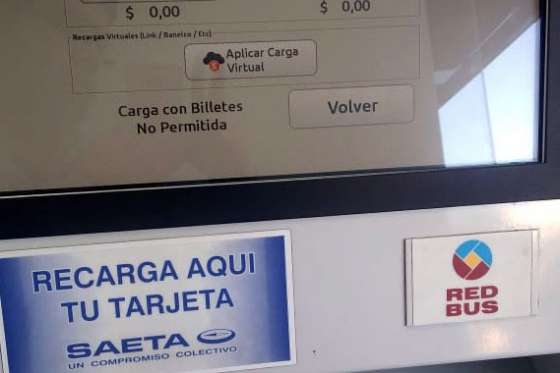 $ 0,00 $ 0,00
Recargas Virtuales (Link / Banelco / Etc)
Aplicar Carga
Virtual
Carga con Billetes
No Permitida
Volver
RECARGA AQUI
TU TARJETA
SAETA
UN COMPROMISO COLECTIVO
RED
BUS